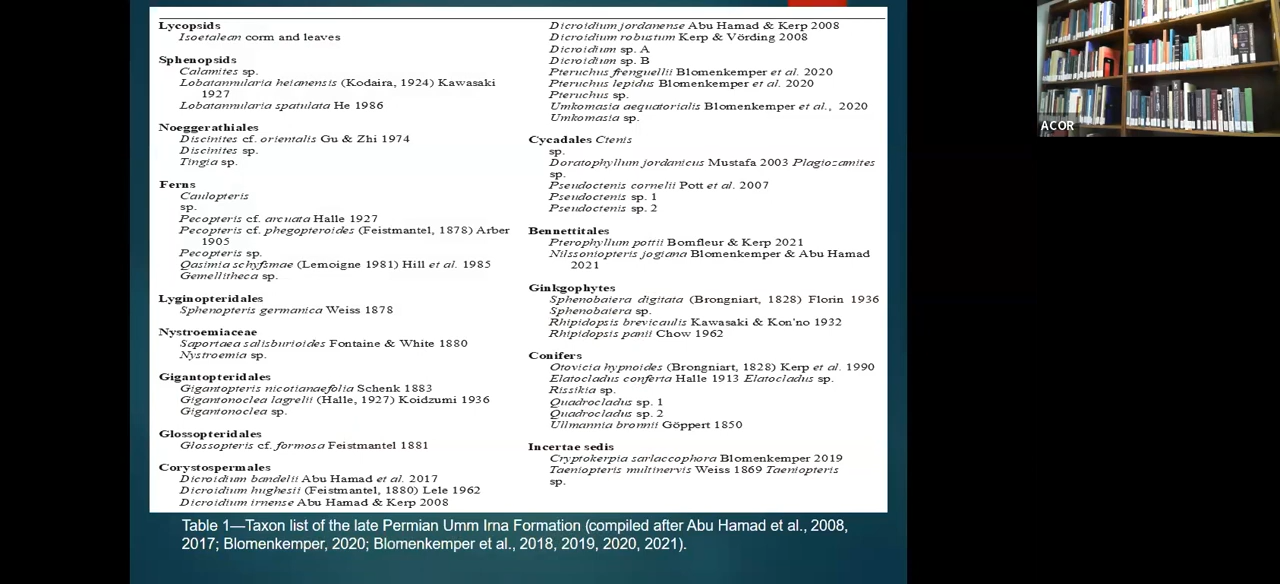 Lycopsids
Isoetalean corm and leaves
Sphenopsids
Calamites sp.
Lobatannularia heianensis (Kodaira, 1924) Kawasaki
1927
Lobatannularia spatulata He 1986
Noeggerathiales
Discinites cf. orientalis Gu & Zhi 1974
Discinites sp.
Tingia sp.
Ferns
Caulopteris
sp.
Pecopteris cf. arcuata Halle 1927
Pecopteris cf. phegopteroides (Feistmantel, 1878) Arber
1905
Pecopteris sp.
Qasimia schyfsmae (Lemoigne 1981) Hill et al. 1985
Gemellitheca sp.
Lyginopteridales
Sphenopteris germanica Weiss 1878
Nystroemiaceae
Saportaea salisburioides Fontaine & White 1880
Nystroemia sp.
Gigantopteridales
Gigantopteris nicotianaefolia Schenk 1883
Gigantonoclea lagrelii (Halle, 1927) Koidzumi 1936
Gigantonoclea sp.
Glossopteridales
Glossopteris cf. formosa Feistmantel 1881
Corystospermales
Dicroidium bandelii Abu Hamad et al. 2017
Dicroidium hughesii (Feistmantel, 1880) Lele 1962
Dicroidium irnense Abu Hamad & Kerp 2008
Dicroidium jordanense Abu Hamad & Kerp 2008
Dicroidium robustum Kerp & Vörding 2008
Dicroidium sp. A
Dicroidium sp. B
Pteruchus frenguellii Blomenkemper et al. 2020
Pteruchus lepidus Blomenkemper et al. 2020
Pteruchus sp.
Umkomasia aequatorialis Blomenkemper et al., 2020
Umkomasia sp.
Cycadales Ctenis
sp.
Doratophyllum jordanicus Mustafa 2003 Plagiozamites
sp.
Pseudoctenis cornelii Pott et al. 2007
Pseudoctenis sp. 1
Pseudoctenis sp. 2
Bennettitales
Pterophyllum pottii Bomfleur & Kerp 2021
Nilssoniopteris jogiana Blomenkemper & Abu Hamad
2021
Ginkgophytes
Sphenobaiera digitata (Brongniart, 1828) Florin 1936
Sphenobaiera sp.
Rhipidopsis brevicaulis Kawasaki & Kon'no 1932
Rhipidopsis panii Chow 1962
Conifers
Otovicia hypnoides (Brongniart, 1828) Kerp et al. 1990
Elatocladus conferta Halle 1913 Elatocladus sp.
Rissikia sp.
Quadrocladus sp. 1
Quadrocladus sp. 2
Ullmannia bronnii Göppert 1850
Incertae sedis
Cryptokerpia sarlaccophora Blomenkemper 2019
Taeniopteris multinervis Weiss 1869 Taeniopteris
sp.
Table 1—Taxon list of the late Permian Umm Irna Formation (compiled after Abu Hamad et al., 2008,
2017; Blomenkemper, 2020; Blomenkemper et al., 2018, 2019, 2020, 2021).
ACOR